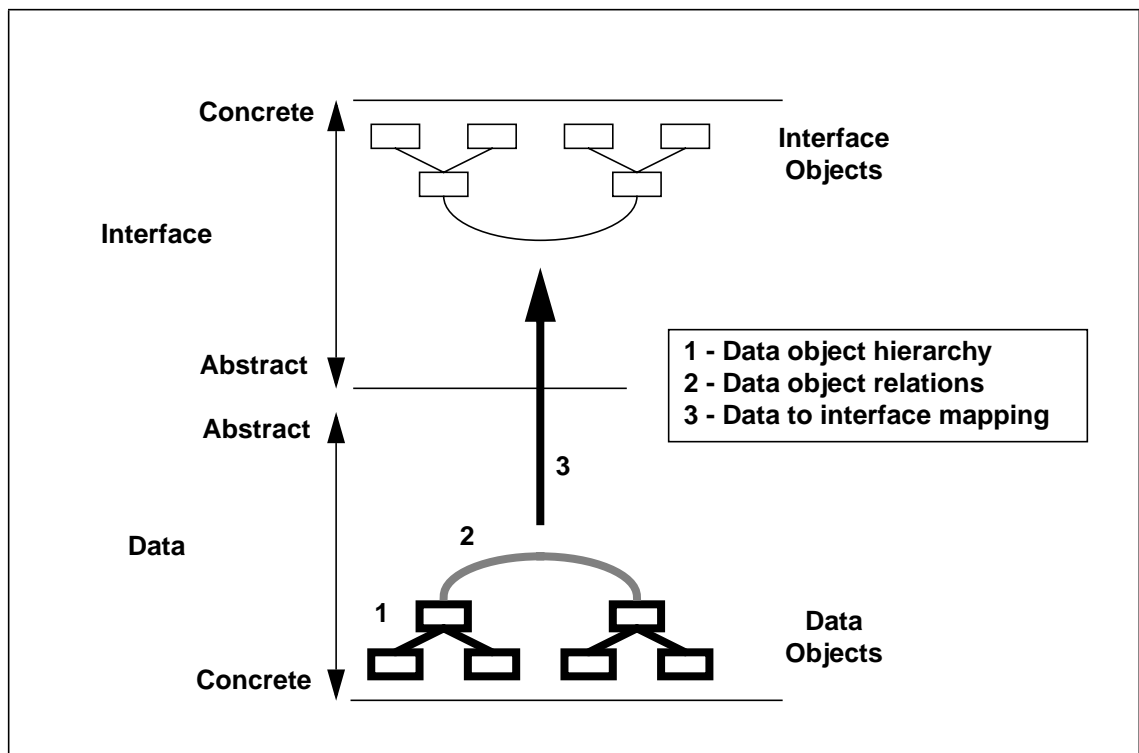 Concrete
Interface
Objects
Interface
1 - Data object hierarchy
2 - Data object relations
3 - Data to interface mapping
Abstract
Abstract
3
2
Data
1
Data
Objects
Concrete